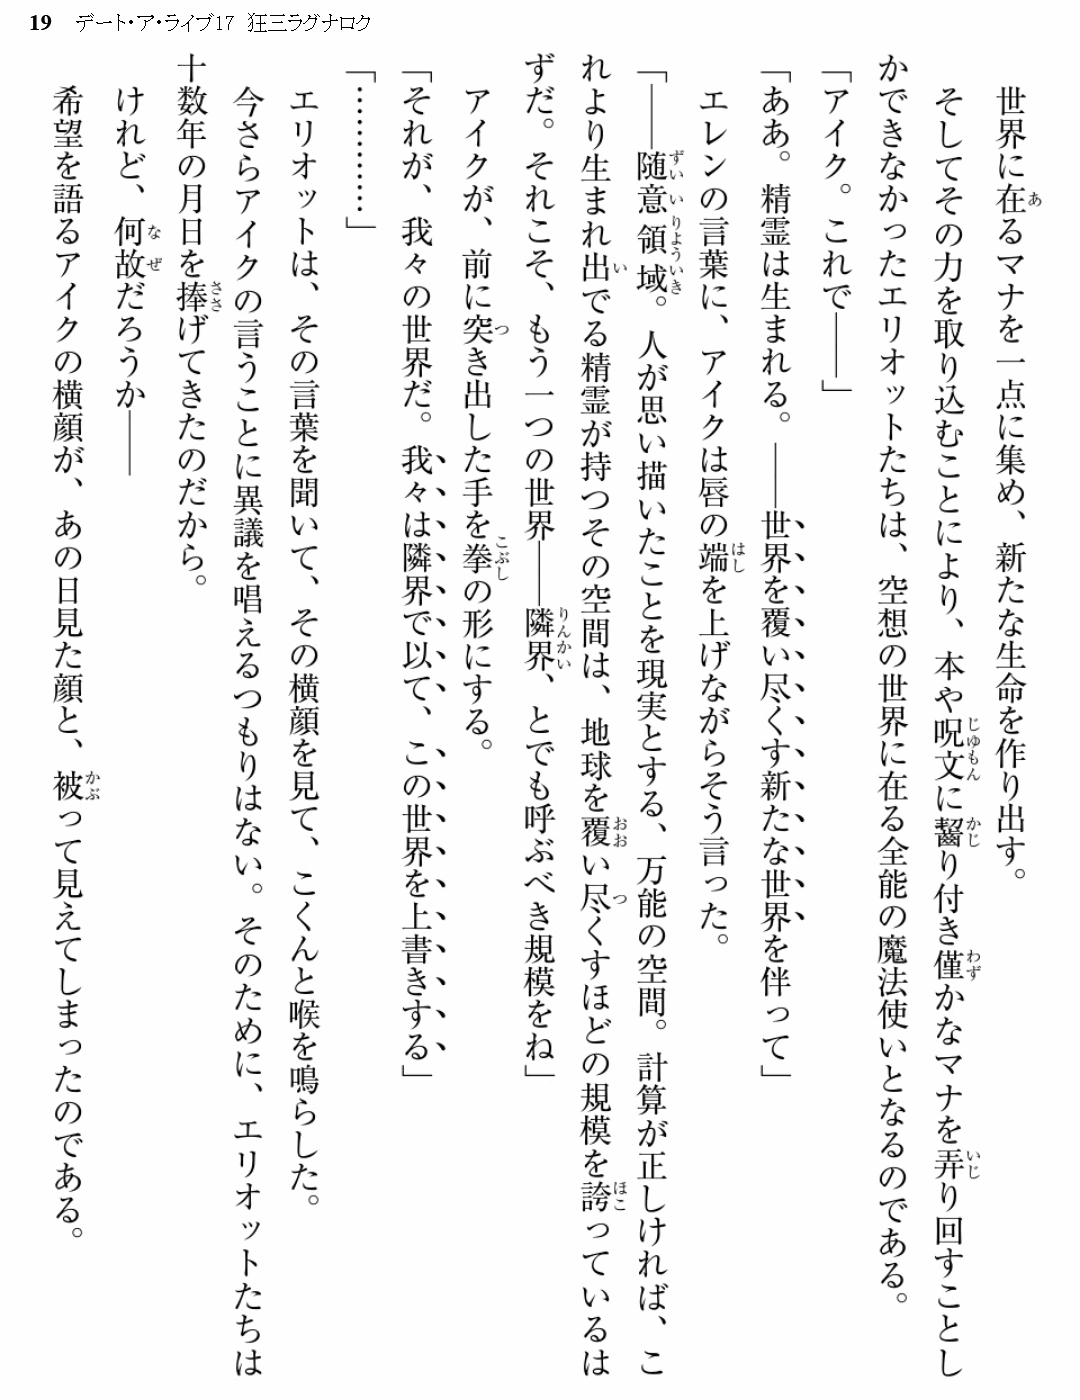 19 デート・ア・ライブ17 狂三ラグナロク
世界に在るマナを一点に集め、新たな生命を作り出す。
そしてその力を取り込むことにより、本や呪文に齧り付き僅かなマナを弄り回すことし
かできなかったエリオットたちは、空想の世界に在る全能の魔法使いとなるのである。
「アイク。これで――」
「ああ。精霊は生まれる。――世界を覆い尽くす新たな世界を伴って」
エレンの言葉に、アイクは唇の端を上げながらそう言った。
「――随意領域。人が思い描いたことを現実とする、万能の空間。計算が正しければ、こ
れより生まれ出でる精霊が持つその空間は、地球を覆い尽くすほどの規模を誇っているは
ずだ。それこそ、もう一つの世界――隣界、とでも呼ぶべき規模をね」
アイクが、前に突き出した手を拳の形にする。
「それが、我々の世界だ。我々は隣界で以て、この世界を上書きする」
「…………」
エリオットは、その言葉を聞いて、その横顔を見て、こくんと喉を鳴らした。
今さらアイクの言うことに異議を唱えるつもりはない。そのために、エリオットたちは
十数年の月日を捧げてきたのだから。
けれど、何故だろうか――
希望を語るアイクの横顔が、あの日見た顔と、被って見えてしまったのである。